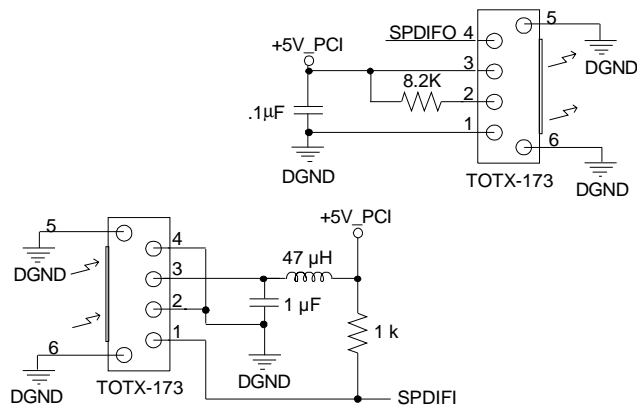 5
SPDIFO 4
DGND
+5V_PCI
3
8.2K
2
.1µF
1
6
DGND
TOTX-173
DGND
+5V_PCI
5
4
47 µH
DGND
3
1 µF
2
1 k
1
6
DGND
TOTX-173
DGND
SPDIFI